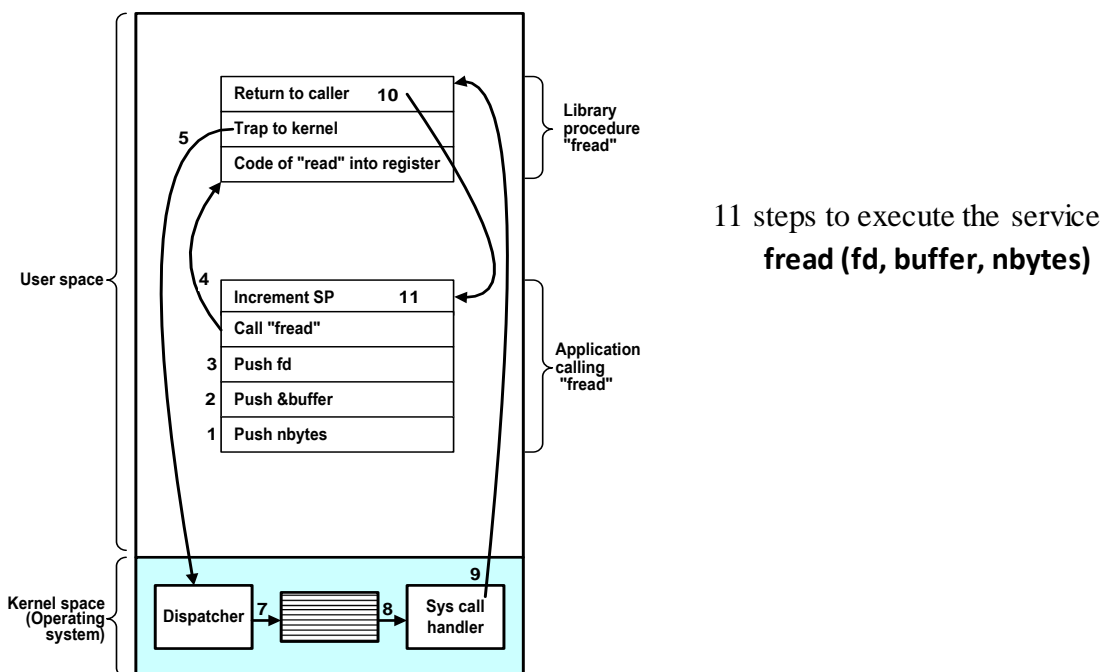 Return to caller 10
Library
procedure
"fread"
5
Trap to kernel
Code of "read" into register
11 steps to execute the service
fread (fd, buffer, nbytes)
User space
4
Increment SP 11
Call "fread"
Application
calling
"fread"
3 Push fd
2 Push &buffer
1 Push nbytes
9
Kernel space
(Operating
system)
Dispatcher
7
8
Sys call
handler